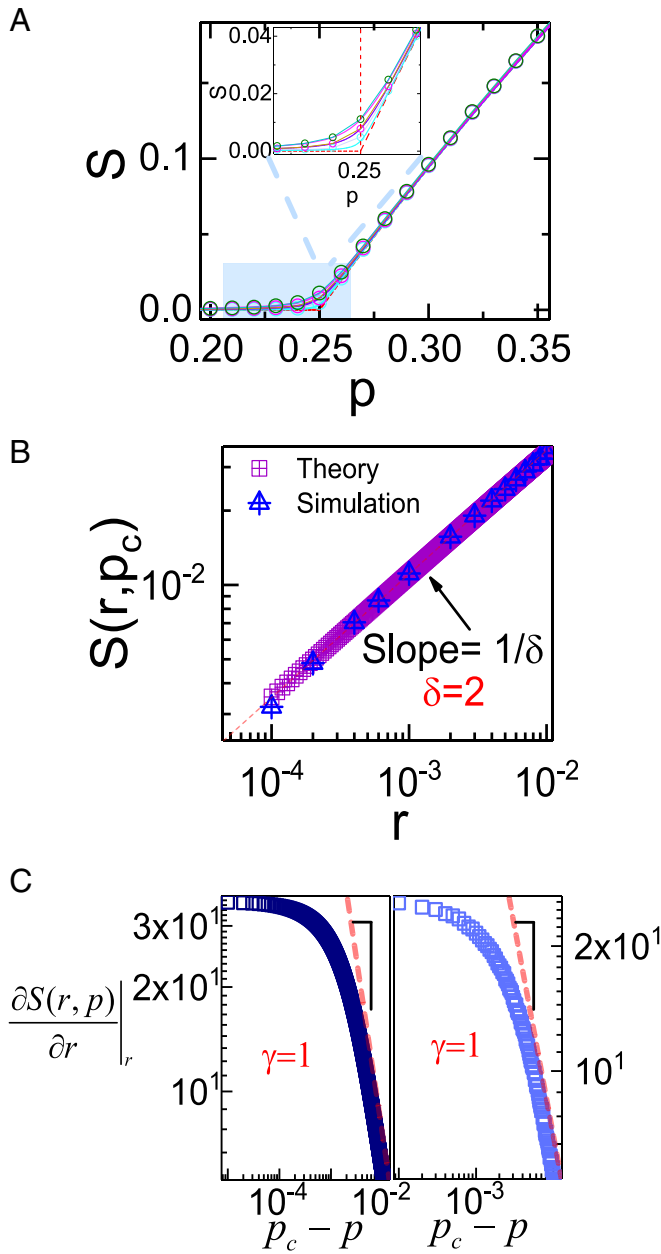 A
S
0.1
0.0
0.20 0.25 0.30 0.35
p
S
0.04
0.02
0.00
0.25
p
B
S(r,p_c)
10^-2
Theory
Simulation
Slope= 1/δ
δ=2
10^-4 10^-3 10^-2
r
C
∂S(r, p)
∂r
r
3x10^1
2x10^1
10^1
γ=1
10^-4 10^-2
p_c − p
γ=1
2x10^1
10^1
10^-3
p_c − p